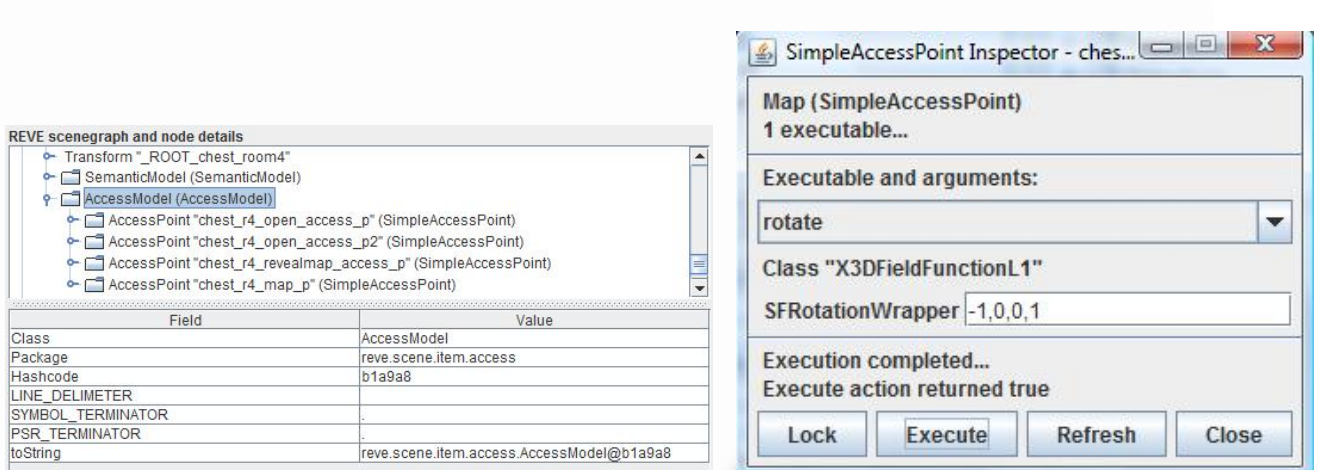 REVE scenegraph and node details
Transform "_ROOT_chest_room4"
SemanticModel (SemanticModel)
AccessModel (AccessModel)
AccessPoint "chest_r4_open_access_p" (SimpleAccessPoint)
AccessPoint "chest_r4_open_access_p2" (SimpleAccessPoint)
AccessPoint "chest_r4_revealmap_access_p" (SimpleAccessPoint)
AccessPoint "chest_r4_map_p" (SimpleAccessPoint)
Field Value
Class AccessModel
Package reve.scene.item.access
Hashcode b1a9a8
LINE_DELIMETER
SYMBOL_TERMINATOR .
PSR_TERMINATOR .
toString reve.scene.item.access.AccessModel@b1a9a8
SimpleAccessPoint Inspector - ches...
Map (SimpleAccessPoint)
1 executable...
Executable and arguments:
rotate
Class "X3DFieldFunctionL1"
SFRotationWrapper -1,0,0,1
Execution completed...
Execute action returned true
Lock Execute Refresh Close